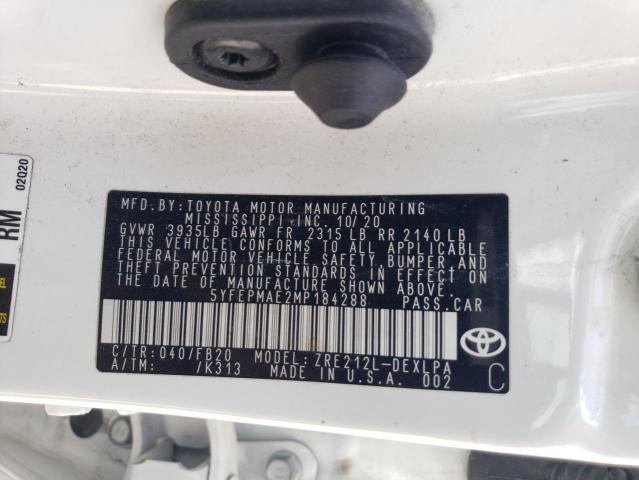 MFD. BY: TOYOTA MOTOR MANUFACTURING
MISSISSIPPI, INC. 10/20
GVWR 3935LB GAWR FR 2315 LB RR 2140 LB
THIS VEHICLE CONFORMS TO ALL APPLICABLE
FEDERAL MOTOR VEHICLE SAFETY, BUMPER AND
THEFT PREVENTION STANDARDS IN EFFECT ON
THE DATE OF MANUFACTURE SHOWN ABOVE.
5YFEPMAE2MP184288 PASS.CAR
C/TR: 040/FB20 MODEL: ZRE212L-DEXLPA
A/TM: /K313 MADE IN U.S.A. 002
C
RM
02020